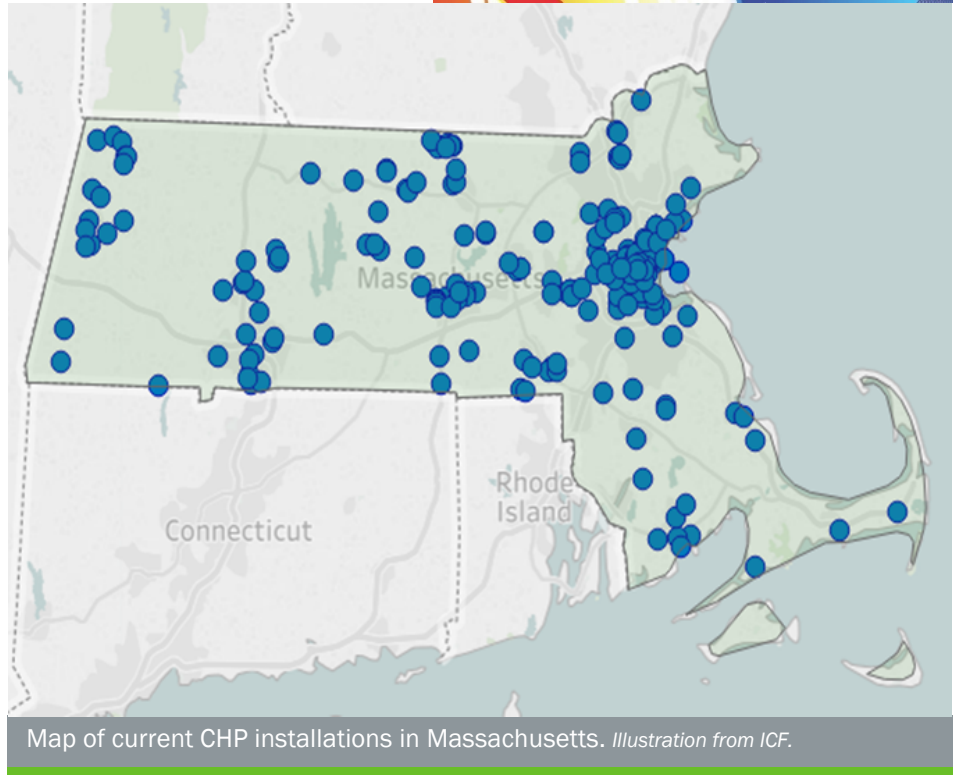 Massachusetts
Rhode
Island
Connecticut
Map of current CHP installations in Massachusetts. Illustration from ICF.